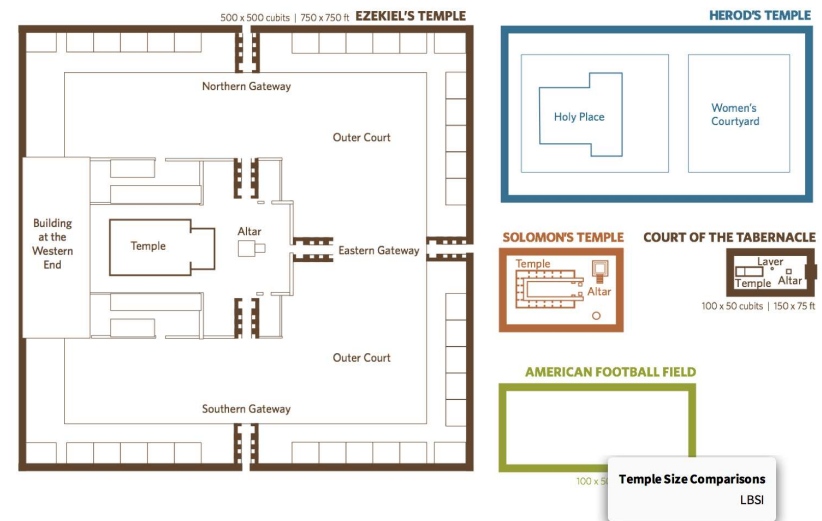 500 x 500 cubits | 750 x 750 ft EZEKIEL'S TEMPLE
Northern Gateway
Outer Court
Building
at the
Western
End
Temple
Altar
Eastern Gateway
Outer Court
Southern Gateway
HEROD'S TEMPLE
Holy Place
Women's
Courtyard
SOLOMON'S TEMPLE
Temple
Altar
COURT OF THE TABERNACLE
Laver
Temple
Altar
100 x 50 cubits | 150 x 75 ft
AMERICAN FOOTBALL FIELD
100 x
Temple Size Comparisons
LBSI